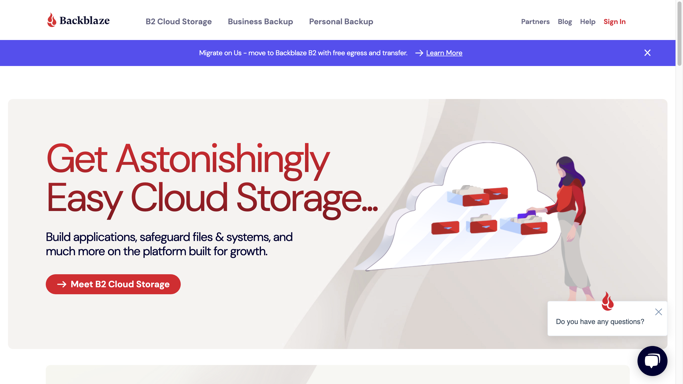 Backblaze
B2 Cloud Storage
Business Backup
Personal Backup
Partners
Blog
Help
Sign In
Migrate on Us - move to Backblaze B2 with free egress and transfer.
Learn More
Get Astonishingly
Easy Cloud Storage...
Build applications, safeguard files & systems, and
much more on the platform built for growth.
Meet B2 Cloud Storage
Do you have any questions?